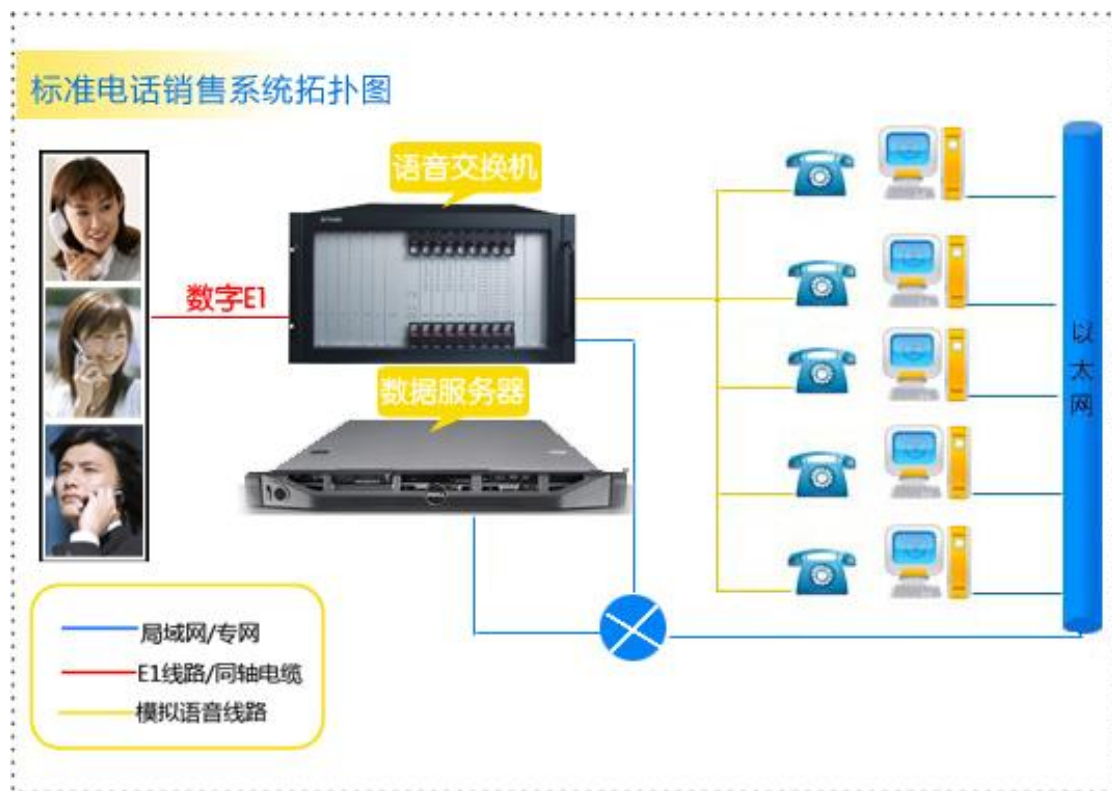 标准电话销售系统拓扑图
语音交换机
数字E1
数据服务器
DELL
以太网
局域网/专网
E1线路/同轴电缆
模拟语音线路